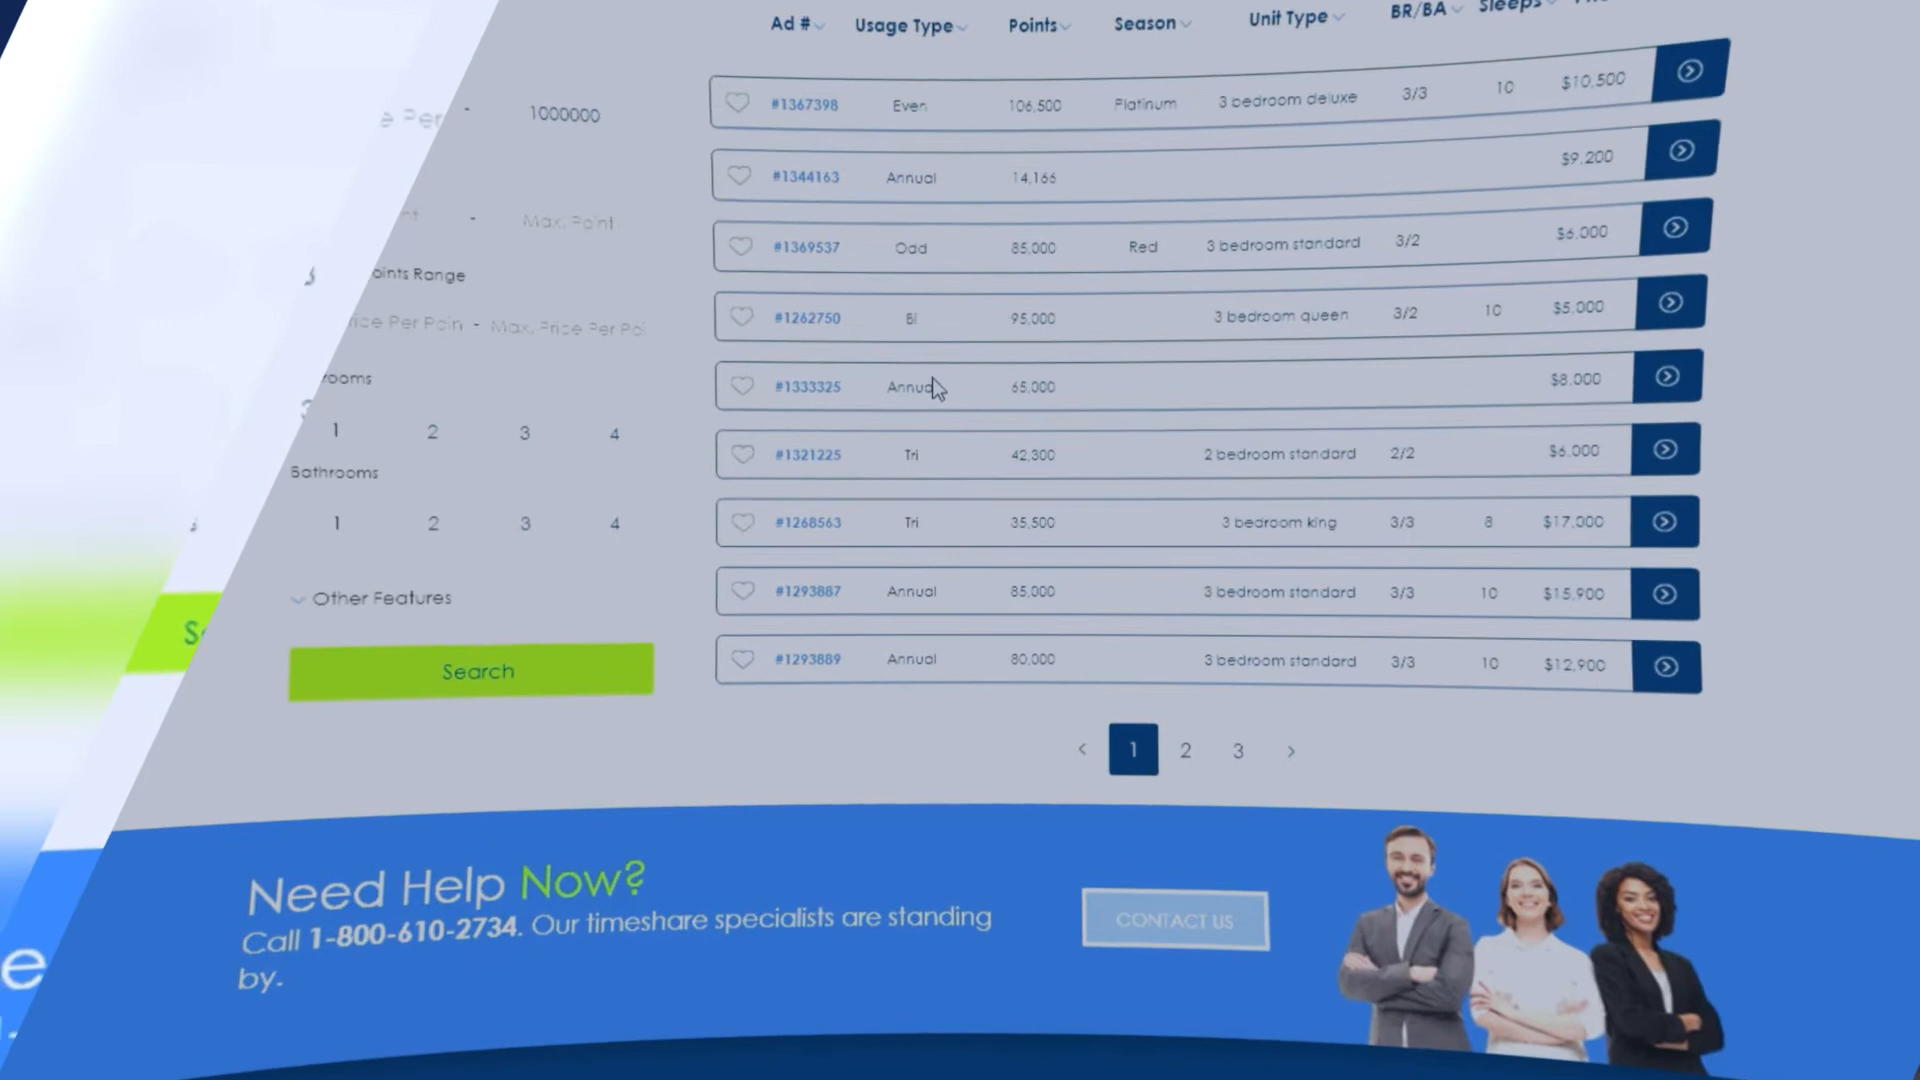 Ad # Usage Type Points Season Unit Type BR/BA Sleeps
- 1000000
#1367398 Even 106,500 Platinum 3 bedroom deluxe 3/3 10 $10,500
#1344163 Annual 14,166 $9,200
- Max. Point
#1369537 Odd 85,000 Red 3 bedroom standard 3/2 $6,000
oints Range
#1262750 Bi 95,000 3 bedroom queen 3/2 10 $5,000
rice Per Poin - Max. Price Per Poi
#1333325 Annual 65,000 $8,000
rooms
1 2 3 4
#1321225 Tri 42,300 2 bedroom standard 2/2 $6,000
Bathrooms
1 2 3 4
#1268563 Tri 35,500 3 bedroom king 3/3 8 $17,000
#1293887 Annual 85,000 3 bedroom standard 3/3 10 $15,900
Other Features
#1293889 Annual 80,000 3 bedroom standard 3/3 10 $12,900
Search
1 2 3
Need Help Now?
Call 1-800-610-2734. Our timeshare specialists are standing
by.
CONTACT US